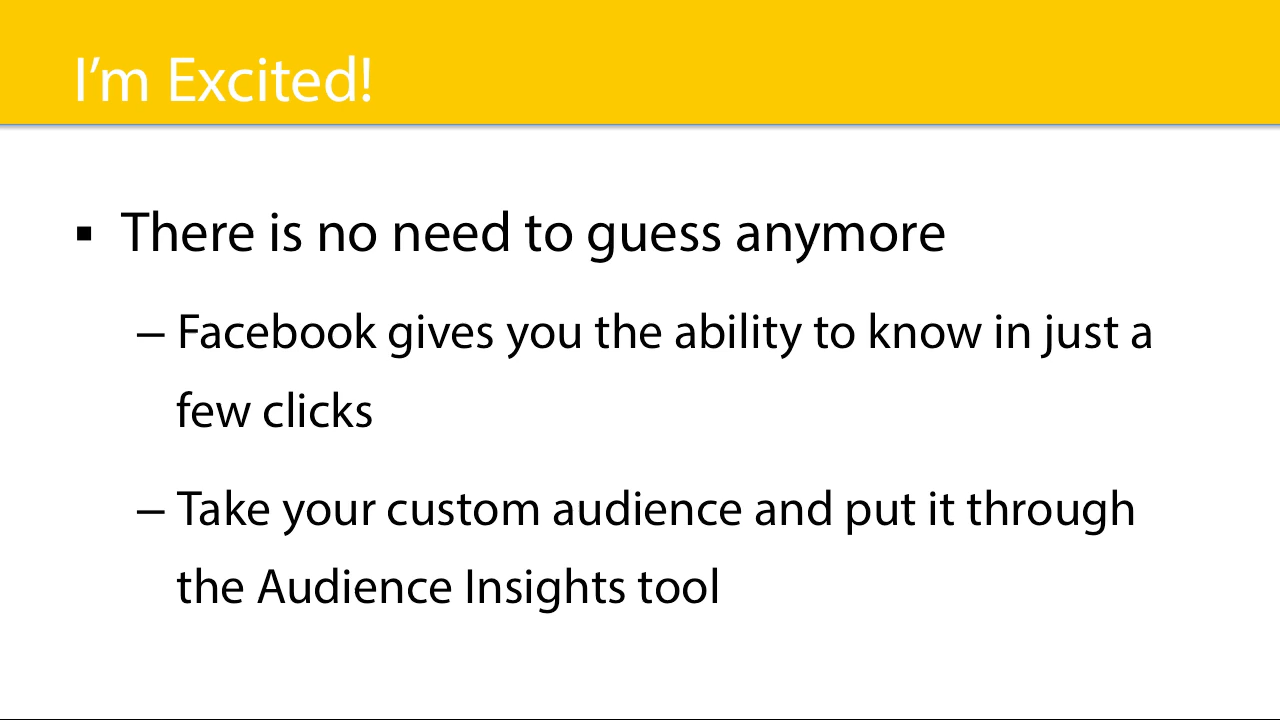 I’m Excited!
▪ There is no need to guess anymore
– Facebook gives you the ability to know in just a
few clicks
– Take your custom audience and put it through
the Audience Insights tool